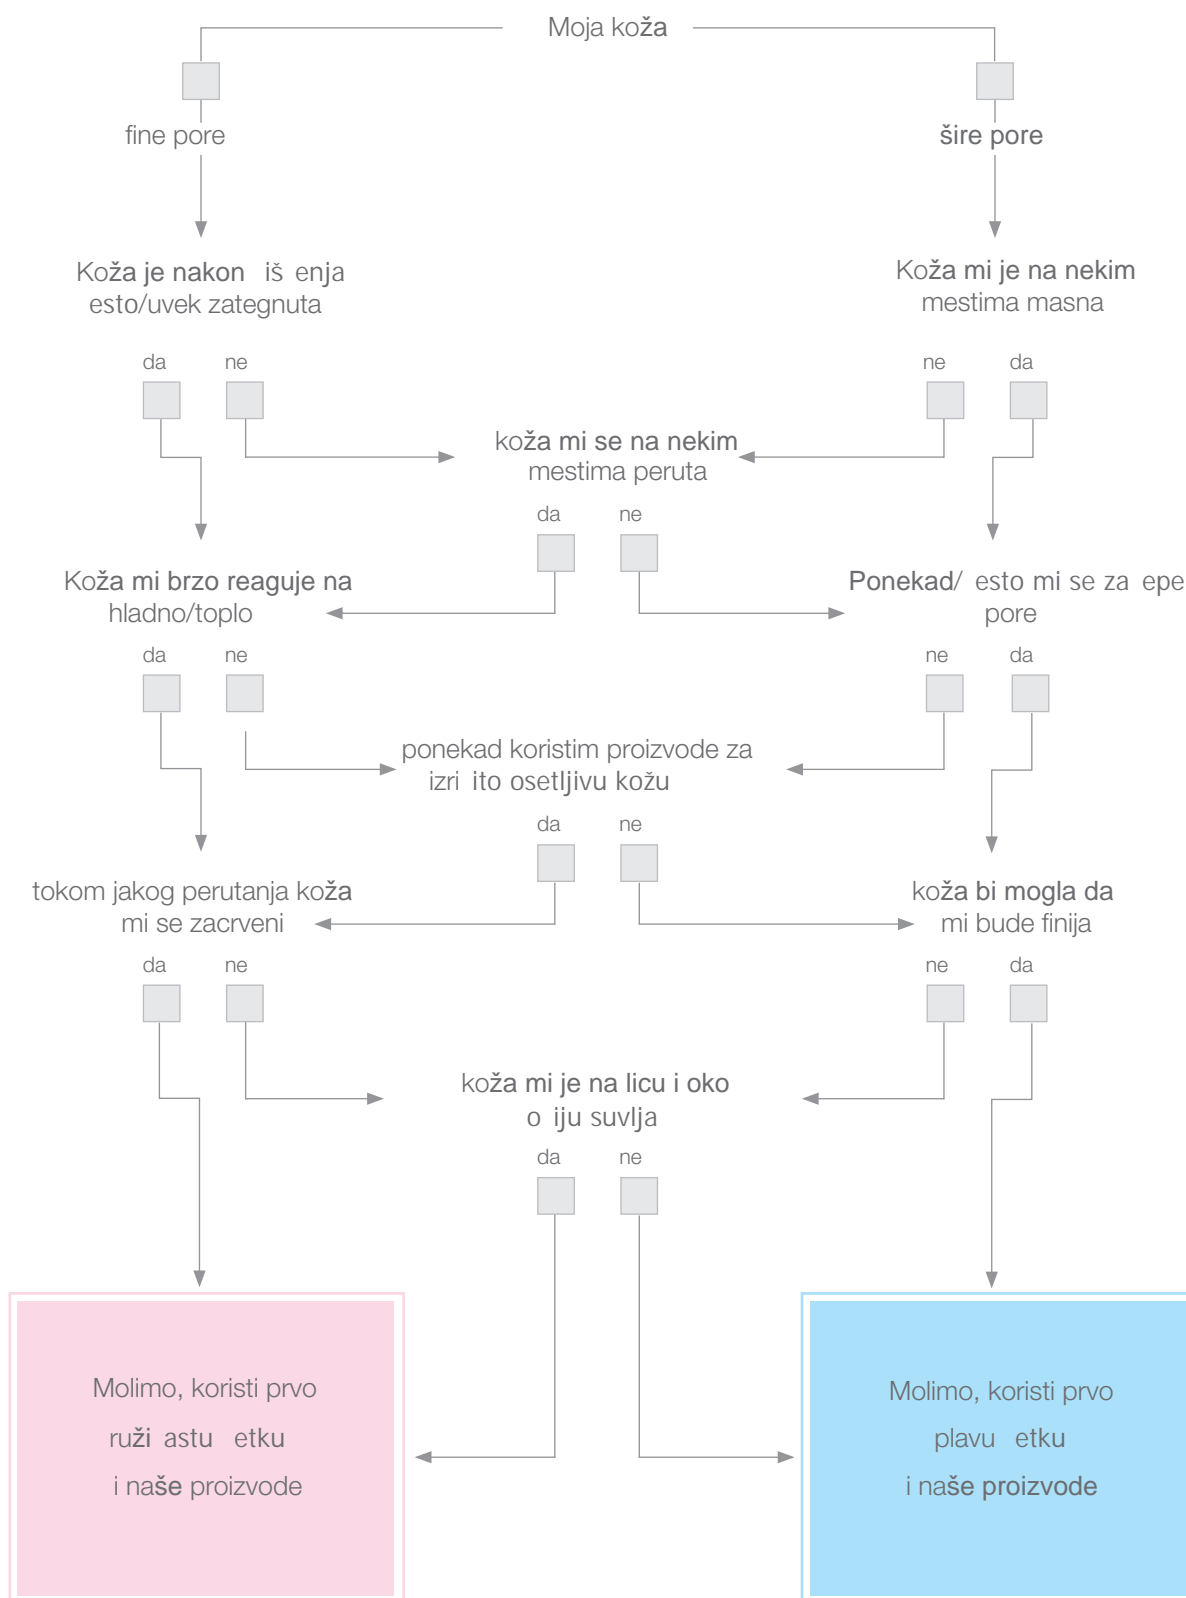 Moja koža
fine pore
šire pore
Koža je nakon iš enja
esto/uvek zategnuta
Koža mi je na nekim
mestima masna
da ne
ne da
koža mi se na nekim
mestima peruta
da ne
Koža mi brzo reaguje na
hladno/toplo
Ponekad/ esto mi se za epe
pore
da ne
ne da
ponekad koristim proizvode za
izri ito osetljivu kožu
da ne
tokom jakog perutanja koža
mi se zacrveni
koža bi mogla da
mi bude finija
da ne
ne da
koža mi je na licu i oko
o iju suvlja
da ne
Molimo, koristi prvo
ruži astu etku
i naše proizvode
Molimo, koristi prvo
plavu etku
i naše proizvode